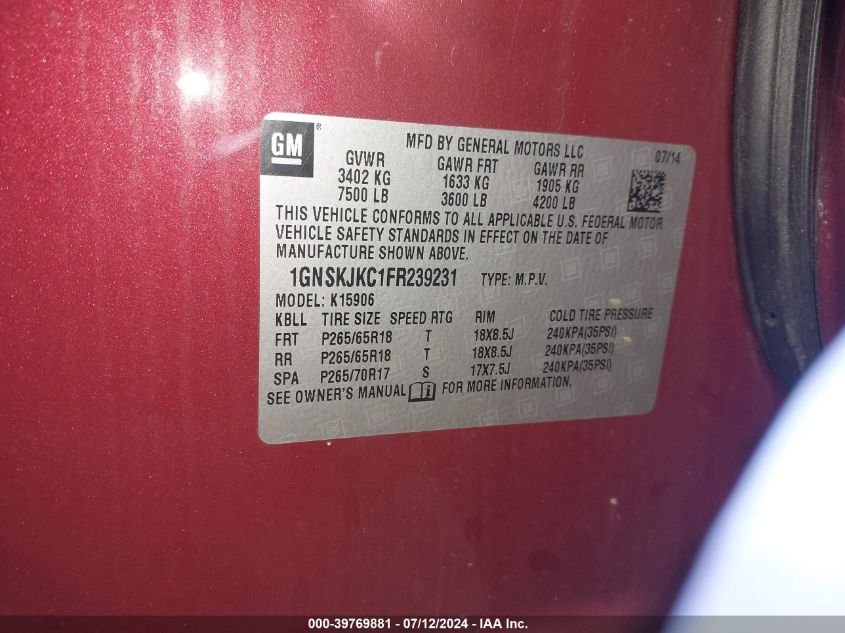 GM®
MFD BY GENERAL MOTORS LLC 07/14
GVWR GAWR FRT GAWR RR
3402 KG 1633 KG 1905 KG
7500 LB 3600 LB 4200 LB
THIS VEHICLE CONFORMS TO ALL APPLICABLE U.S. FEDERAL MOTOR
VEHICLE SAFETY STANDARDS IN EFFECT ON THE DATE OF
MANUFACTURE SHOWN ABOVE.
1GNSKJKC1FR239231 TYPE: M.P.V.
MODEL: K15906
KBLL TIRE SIZE SPEED RTG RIM COLD TIRE PRESSURE
FRT P265/65R18 T 18X8.5J 240KPA(35PSI)
RR P265/65R18 T 18X8.5J 240KPA(35PSI)
SPA P265/70R17 S 17X7.5J 240KPA(35PSI)
SEE OWNER'S MANUAL FOR MORE INFORMATION.
000-39769881 - 07/12/2024 - IAA Inc.